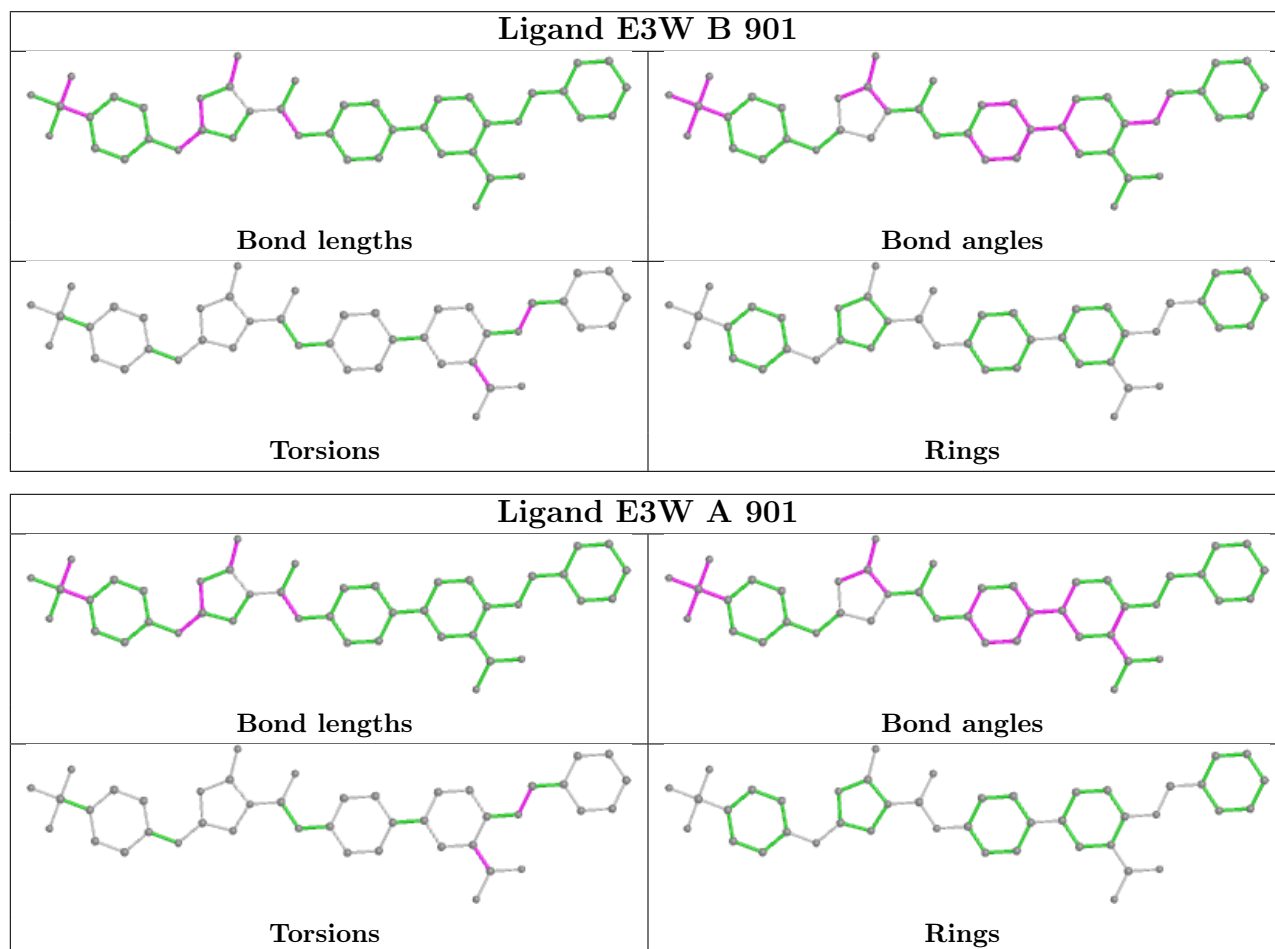 Ligand E3W B 901
Bond lengths
Bond angles
Torsions
Rings
Ligand E3W A 901
Bond lengths
Bond angles
Torsions
Rings